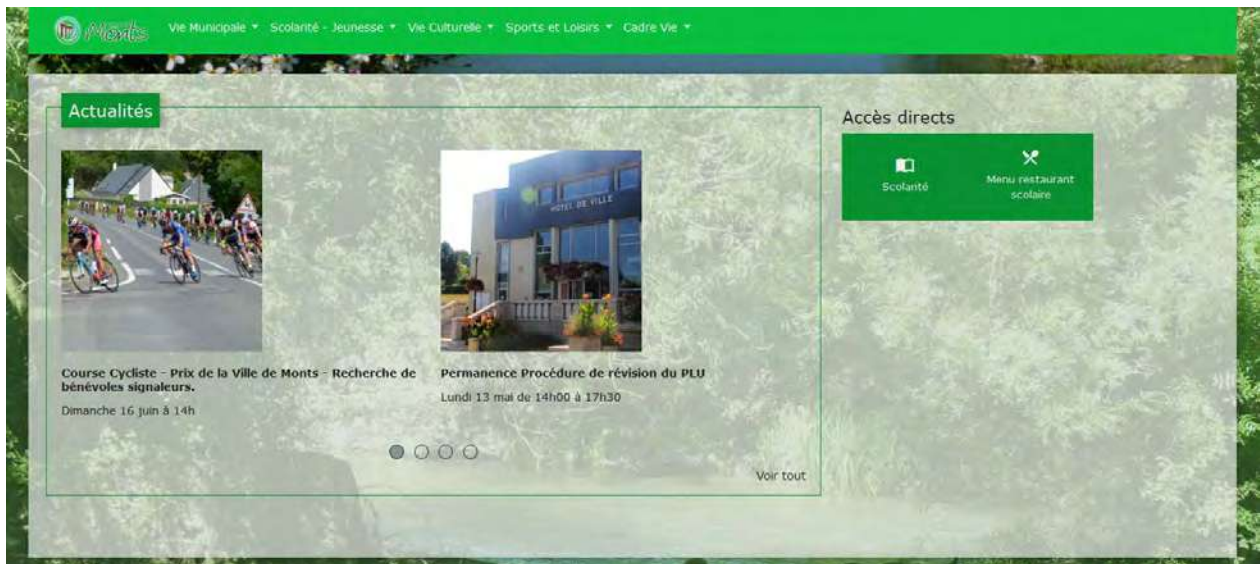 Monts
Vie Municipale
Scolarité - Jeunesse
Vie Culturelle
Sports et Loisirs
Cadre Vie
Actualités
HOTEL DE VILLE
Course Cycliste - Prix de la Ville de Monts - Recherche de
bénévoles signaleurs.
Dimanche 16 juin à 14h
Permanence Procédure de révision du PLU
Lundi 13 mai de 14h00 à 17h30
Voir tout
Accès directs
Scolarité
Menu restaurant
scolaire